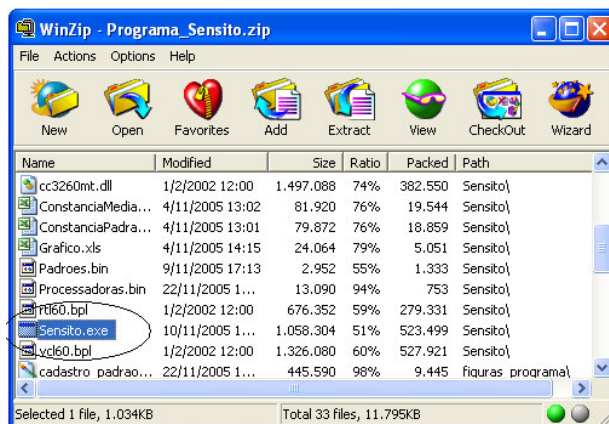 WinZip - Programa_Sensito.zip
File Actions Options Help
New Open Favorites Add Extract View CheckOut Wizard
Name Modified Size Ratio Packed Path
cc3260mt.dll 1/2/2002 12:00 1.497.088 74% 382.550 Sensito\
ConstanciaMedia... 4/11/2005 13:02 81.920 76% 19.544 Sensito\
ConstanciaPadra... 4/11/2005 13:01 79.872 76% 18.859 Sensito\
Grafico.xls 4/11/2005 14:15 24.064 79% 5.051 Sensito\
Padroes.bin 9/11/2005 17:13 2.952 55% 1.333 Sensito\
Processadoras.bin 22/11/2005 1... 13.090 94% 753 Sensito\
rtl60.bpl 1/2/2002 12:00 676.352 59% 279.331 Sensito\
Sensito.exe 10/11/2005 1... 1.058.304 51% 523.499 Sensito\
vcl60.bpl 1/2/2002 12:00 1.326.080 60% 527.921 Sensito\
cadastro padrao... 22/11/2005 1... 445.590 98% 9.445 figuras programa\
Selected 1 file, 1.034KB Total 33 files, 11.795KB